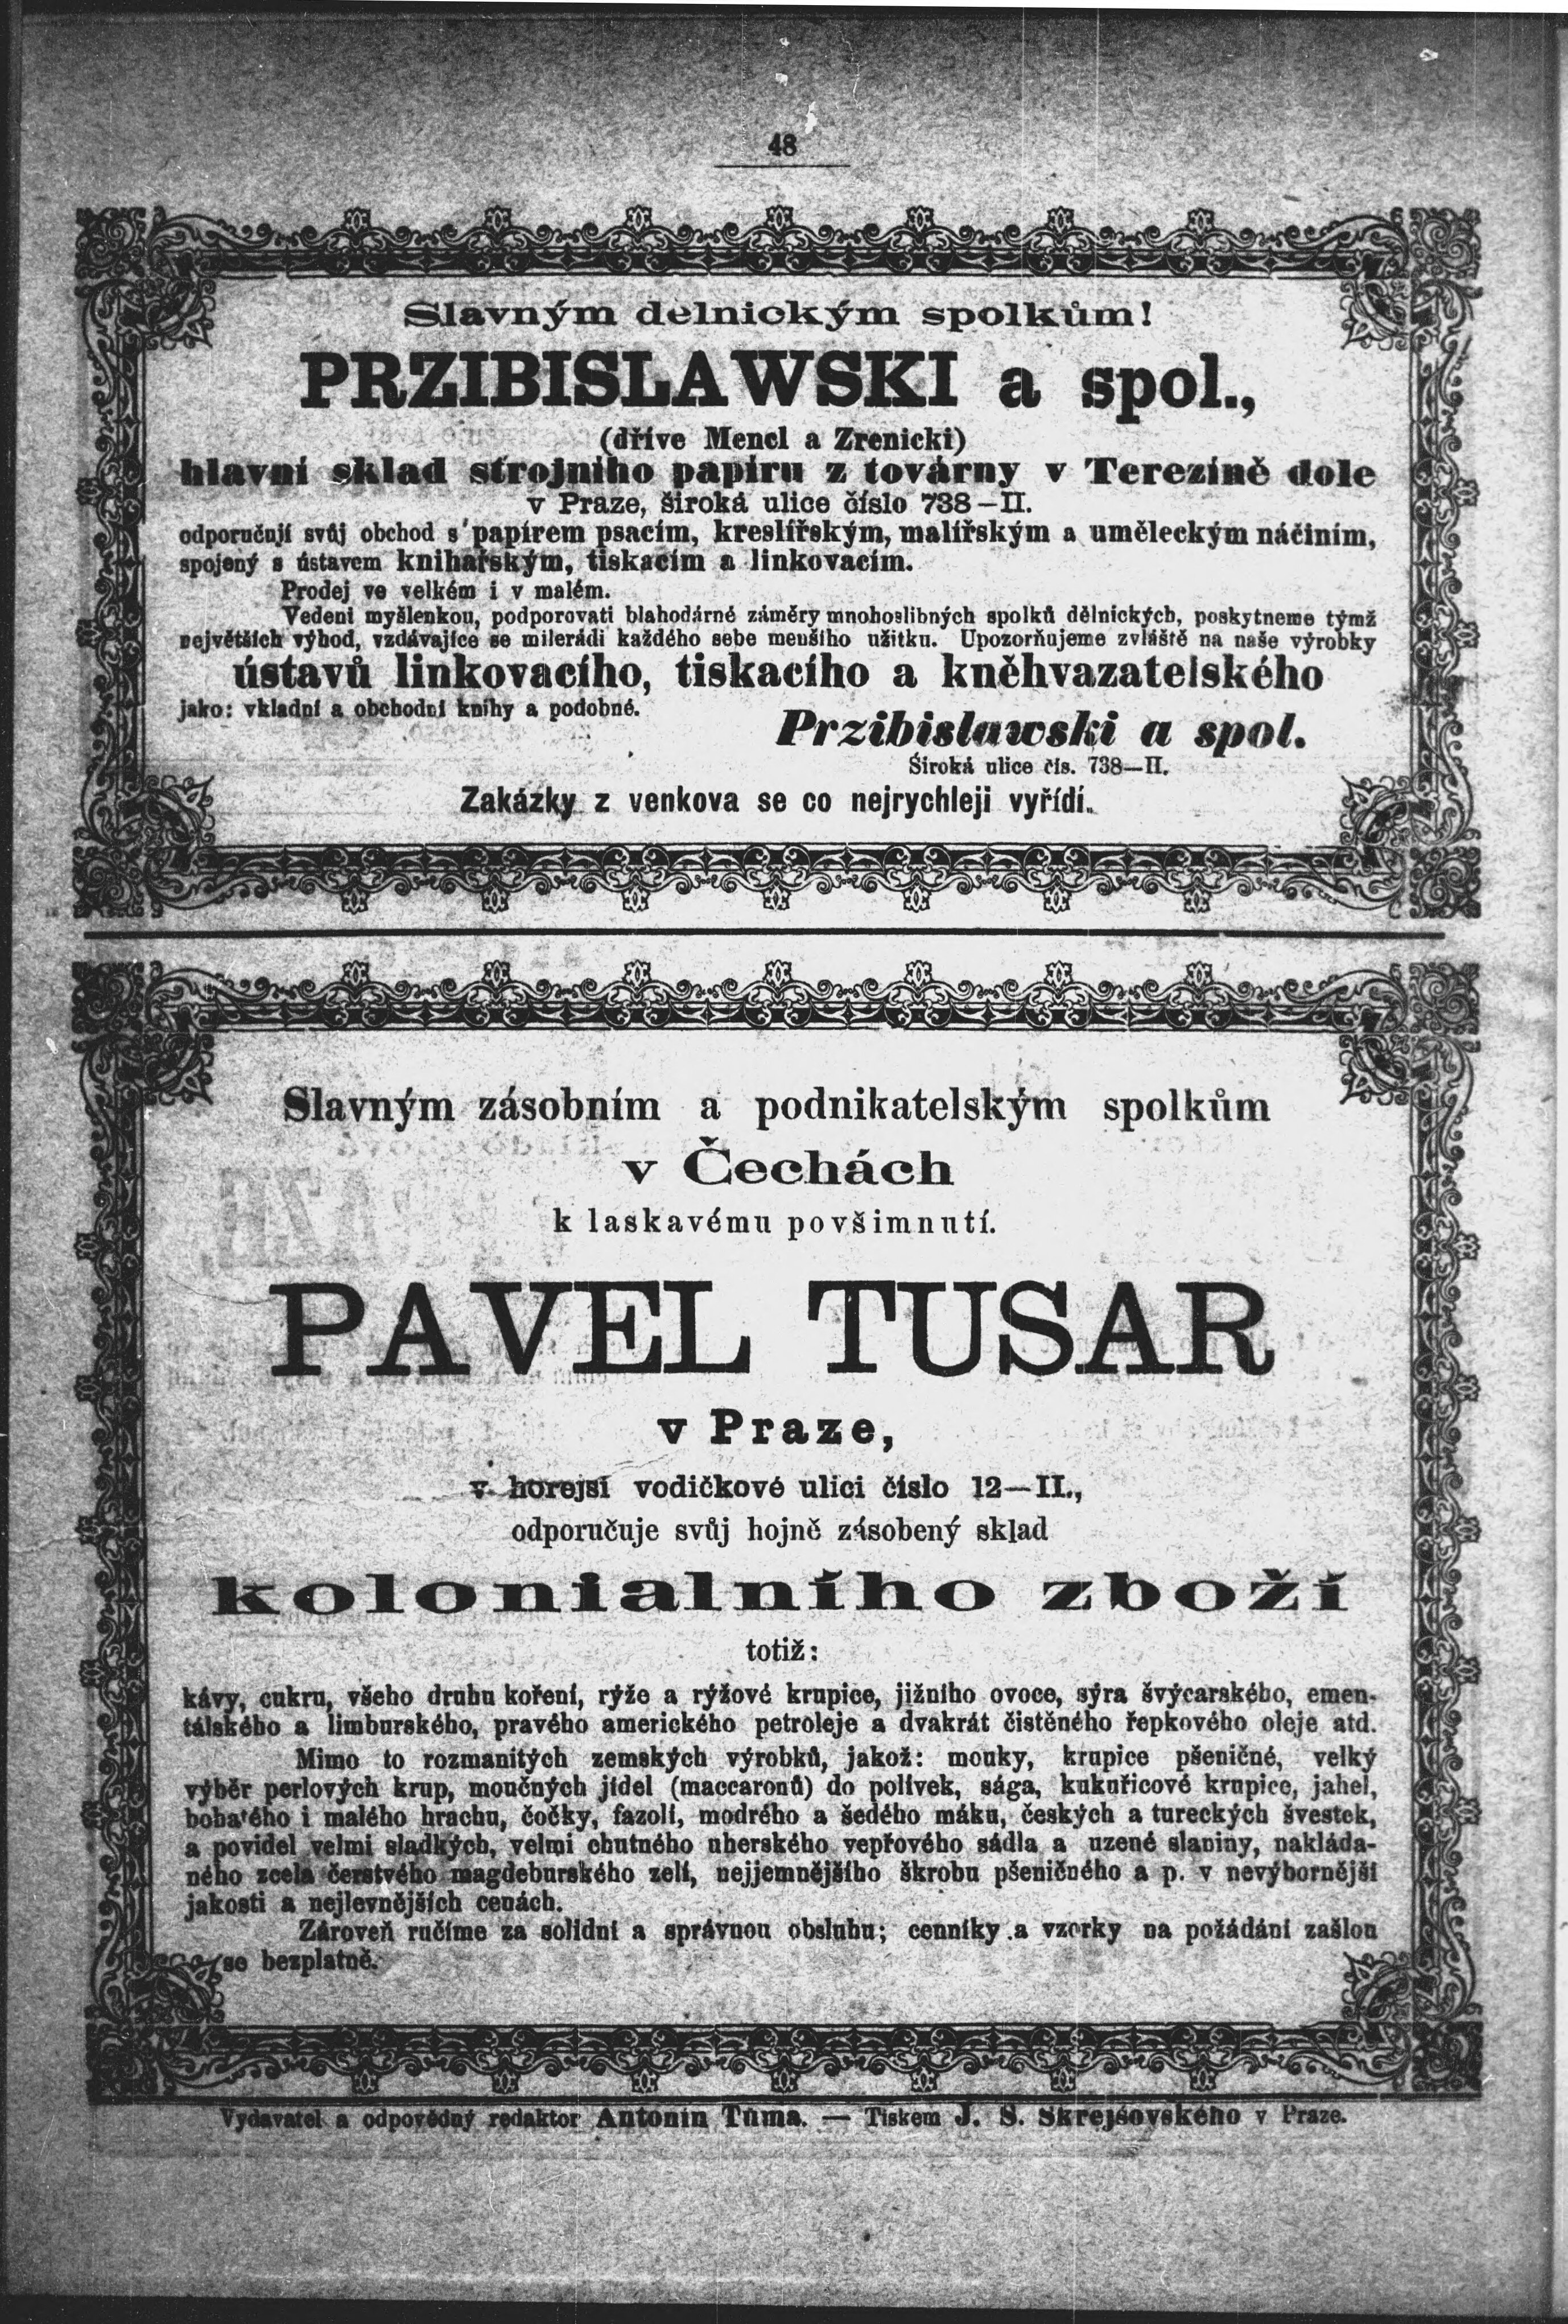 48
Slavným delnickým spolkům!
PRZIBISLAWSKI a spol.,
(dříve Mencl a Zrenicki)
hlavní sklad strojního papíru z továrny v Terezíně dole
v Praze, široká ulice číslo 738—II.
odporučují svůj obchod s papírem psacím, kreslířským, malířským a uměleckým náčiním,
spojený s ústavem knihařským, tiskacím a linkovacím.
Prodej ve velkém i v malém.
Vedeni myšlenkou, podporovati blahodárné záměry mnohoslibných spolků dělnických, poskytneme týmž
největších výhod, vzdávajíce se milerádi každého sebe menšího užitku. Upozorňujeme zvláště na naše výrobky
ústavů linkovacího, tiskacího a kněhvazatelského
jako: vkladní a obchodní knihy a podobné.
Przibislawski a spol.
Široká ulice čís. 738—II.
Zakázky z venkova se co nejrychleji vyřídí.
Slavným zásobním a podnikatelským spolkům
v Čechách
k laskavému povšimnutí.
PAVEL TUSAR
v Praze,
v horejsí vodičkové ulici číslo 12—II.,
odporučuje svůj hojně zásobený sklad
kolonialního zboží
totiž:
kávy, cukru, všeho druhu koření, rýže a rýžové krupice, jižního ovoce, sýra švýcarského, emen-
tálského a limburského, pravého amerického petroleje a dvakrát čistěného řepkového oleje atd.
Mimo to rozmanitých zemských výrobků, jakož: mouky, krupice pšeničné, velký
výběr perlových krup, moučných jídel (maccaronů) do polívek, sága, kukuřicové krupice, jahel,
bohatého i malého hrachu, čočky, fazolí, modrého a šedého máku, českých a tureckých švestek,
a povidel velmi sladkých, velmi chutného uherského vepřového sádla a uzené slaniny, nakláda-
ného zcela čerstvého magdeburského zelí, nejjemnějšího škrobu pšeničného a p. v nevýbornější
jakosti a nejlevnějších cenách.
Zároveň ručíme za solidní a správnou obsluhu; cenníky a vzorky na požádání zašlou
se bezplatně.
Vydavatel a odpovědný redaktor Antonín Tůma. — Tiskem J. S. Skrejšovského v Praze.